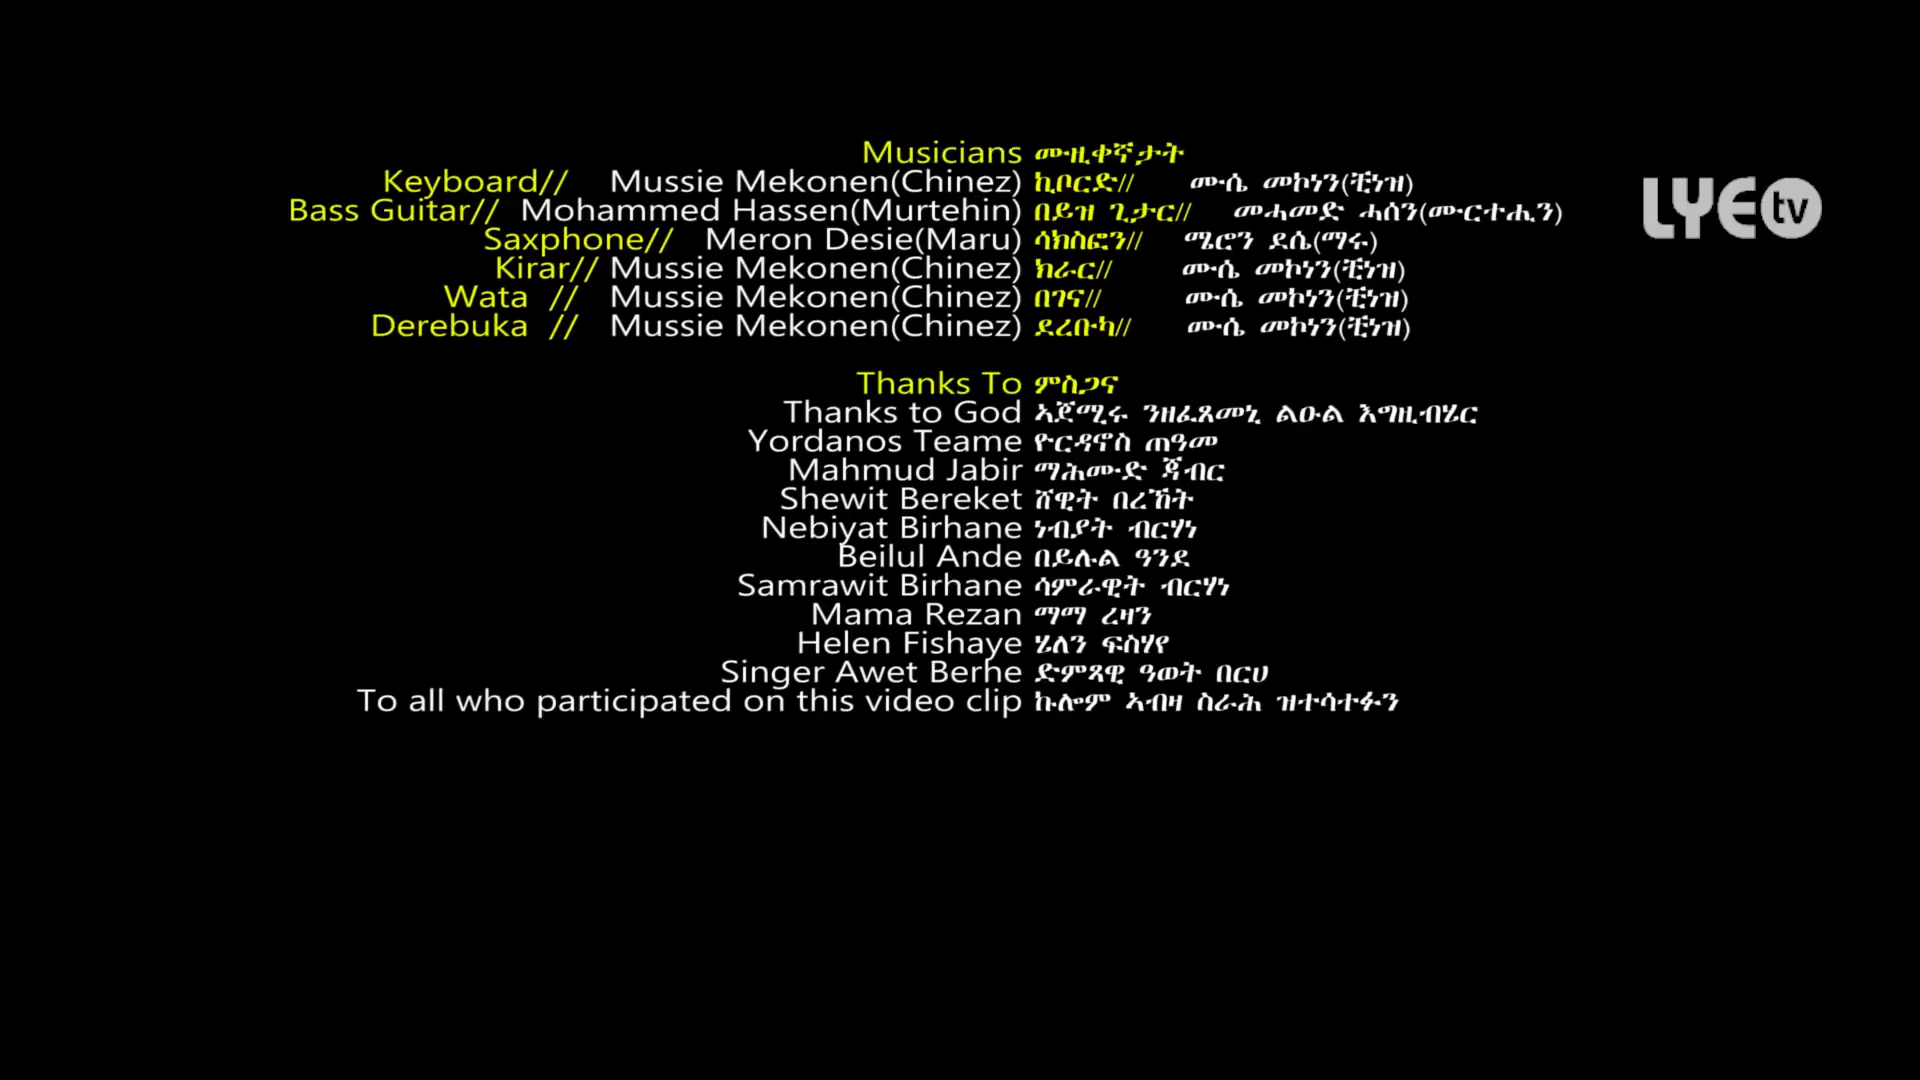 Musicians ሙዚቀኛታት
Keyboard// Mussie Mekonen(Chinez) ኪቦርድ// ሙሴ መኮነን(ቺነዝ)
Bass Guitar// Mohammed Hassen(Murtehin) በይዝ ጊታር// መሓመድ ሓሰን(ሙርተሒን)
Saxphone// Meron Desie(Maru) ሳክስፎን// ሜሮን ደሴ(ማሩ)
Kirar// Mussie Mekonen(Chinez) ክራር// ሙሴ መኮነን(ቺነዝ)
Wata // Mussie Mekonen(Chinez) በገና// ሙሴ መኮነን(ቺነዝ)
Derebuka // Mussie Mekonen(Chinez) ደረቡካ// ሙሴ መኮነን(ቺነዝ)
Thanks To ምስጋና
Thanks to God ኣጀሚሩ ንዘፈጸመኒ ልዑል እግዚብሄር
Yordanos Teame ዮርዳኖስ ጠዓመ
Mahmud Jabir ማሕሙድ ጃብር
Shewit Bereket ሸዊት በረኸት
Nebiyat Birhane ነብያት ብርሃነ
Beilul Ande በይሉል ዓንደ
Samrawit Birhane ሳምራዊት ብርሃነ
Mama Rezan ማማ ረዛን
Helen Fishaye ሄለን ፍስሃየ
Singer Awet Berhe ድምጻዊ ዓወት በርሀ
To all who participated on this video clip ኩሎም ኣብዛ ስራሕ ዝተሳተፉን
LYE tv